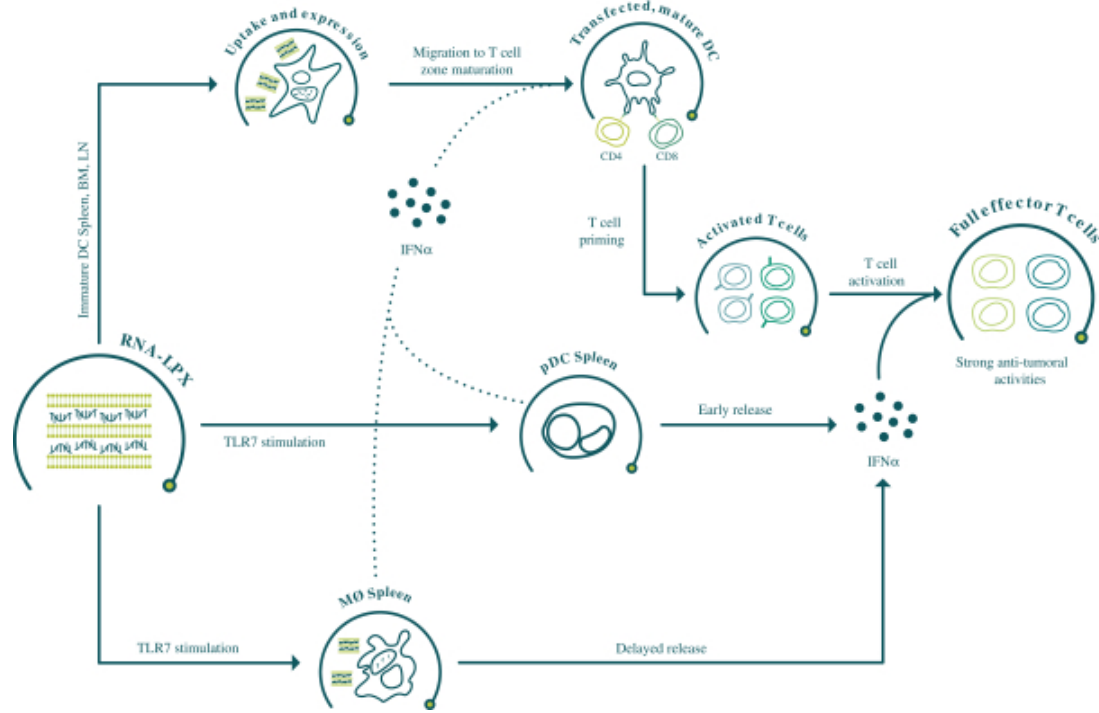 Uptake and expression
Migration to T cell
zone maturation
Transfected, mature DC
CD4
CD8
Immature DC Spleen, BM, LN
IFNα
T cell
priming
Activated T cells
T cell
activation
Full effector T cells
Strong anti-tumoral
activities
RNA-LPX
TLR7 stimulation
pDC Spleen
Early release
IFNα
TLR7 stimulation
MØ Spleen
Delayed release